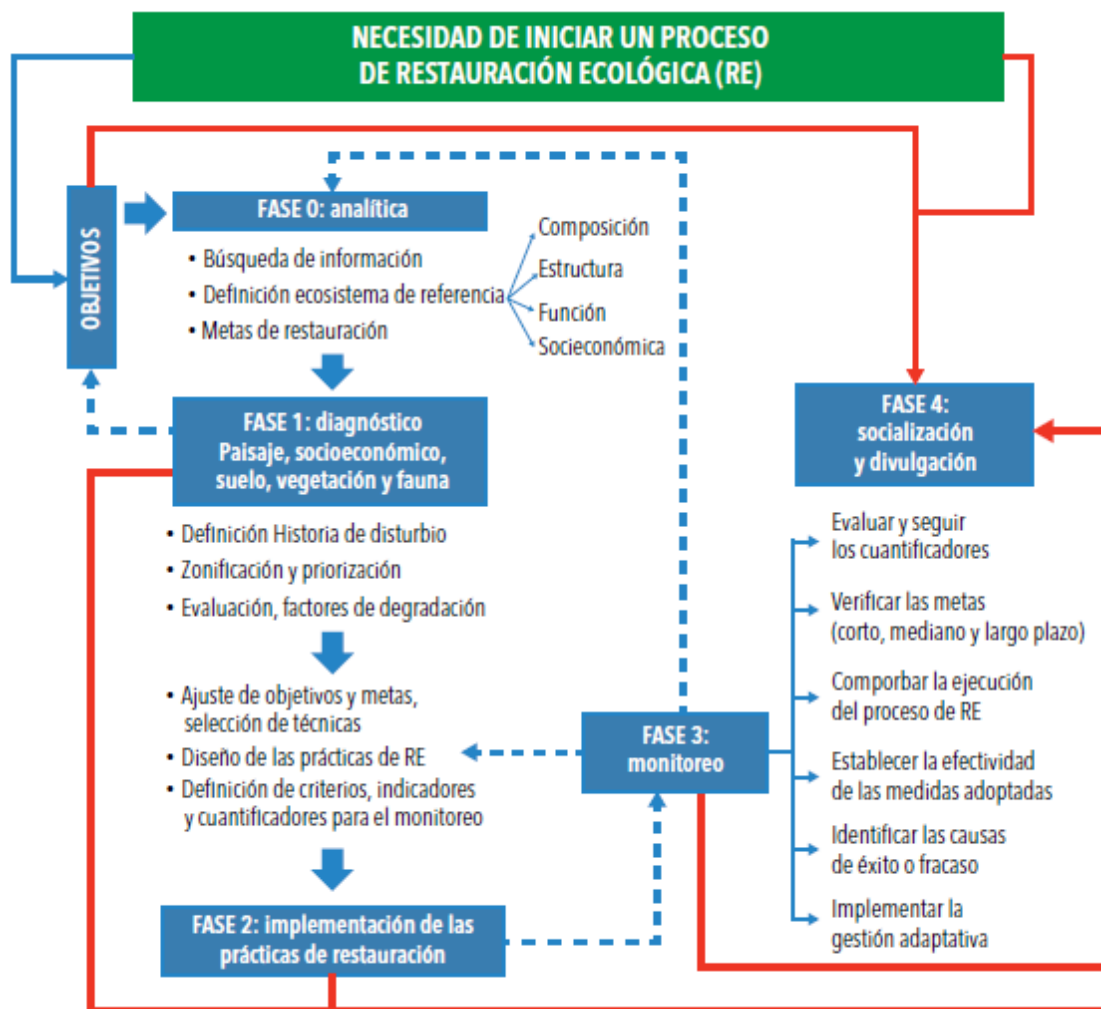 NECESIDAD DE INICIAR UN PROCESO
DE RESTAURACIÓN ECOLÓGICA (RE)
OBJETIVOS
FASE 0: analítica
• Búsqueda de información
• Definición ecosistema de referencia
• Metas de restauración
Composición
Estructura
Función
Socieconómica
FASE 1: diagnóstico
Paisaje, socioeconómico,
suelo, vegetación y fauna
• Definición Historia de disturbio
• Zonificación y priorización
• Evaluación, factores de degradación
• Ajuste de objetivos y metas,
selección de técnicas
• Diseño de las prácticas de RE
• Definición de criterios, indicadores
y cuantificadores para el monitoreo
FASE 2: implementación de las
prácticas de restauración
FASE 3:
monitoreo
FASE 4:
socialización
y divulgación
Evaluar y seguir
los cuantificadores
Verificar las metas
(corto, mediano y largo plazo)
Comporbar la ejecución
del proceso de RE
Establecer la efectividad
de las medidas adoptadas
Identificar las causas
de éxito o fracaso
Implementar la
gestión adaptativa